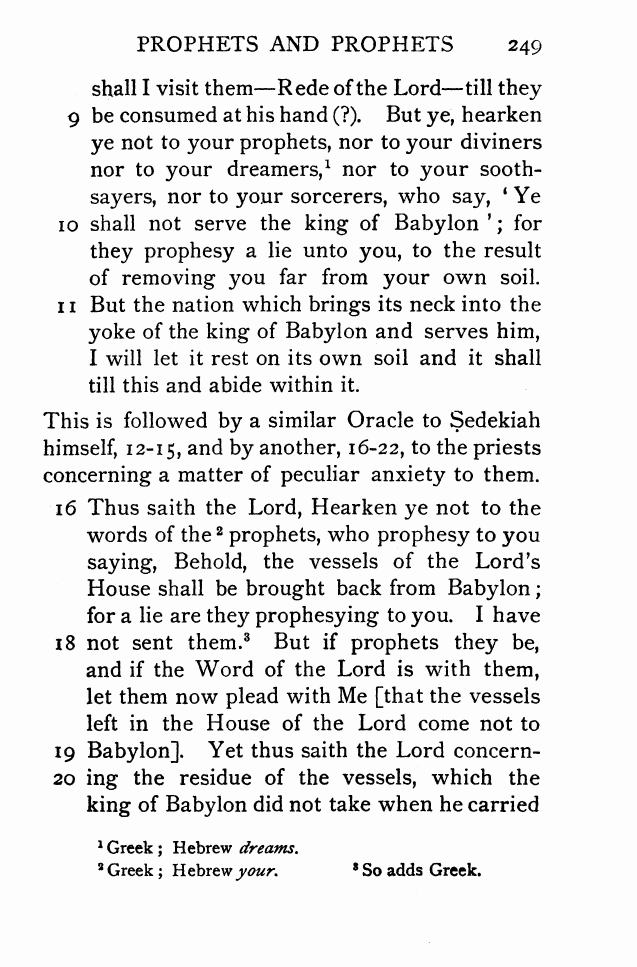 PROPHETS AND PROPHETS 249
shall I visit them—Rede of the Lord—till they
9 be consumed at his hand (?). But ye, hearken
ye not to your prophets, nor to your diviners
nor to your dreamers,¹ nor to your sooth-
sayers, nor to your sorcerers, who say, ‘ Ye
10 shall not serve the king of Babylon ’ ; for
they prophesy a lie unto you, to the result
of removing you far from your own soil.
11 But the nation which brings its neck into the
yoke of the king of Babylon and serves him,
I will let it rest on its own soil and it shall
till this and abide within it.
This is followed by a similar Oracle to Ṣedekiah
himself, 12-15, and by another, 16-22, to the priests
concerning a matter of peculiar anxiety to them.
16 Thus saith the Lord, Hearken ye not to the
words of the ² prophets, who prophesy to you
saying, Behold, the vessels of the Lord's
House shall be brought back from Babylon ;
for a lie are they prophesying to you. I have
18 not sent them.³ But if prophets they be,
and if the Word of the Lord is with them,
let them now plead with Me [that the vessels
left in the House of the Lord come not to
19 Babylon]. Yet thus saith the Lord concern-
20 ing the residue of the vessels, which the
king of Babylon did not take when he carried
¹ Greek ; Hebrew dreams.
² Greek ; Hebrew your. ³ So adds Greek.